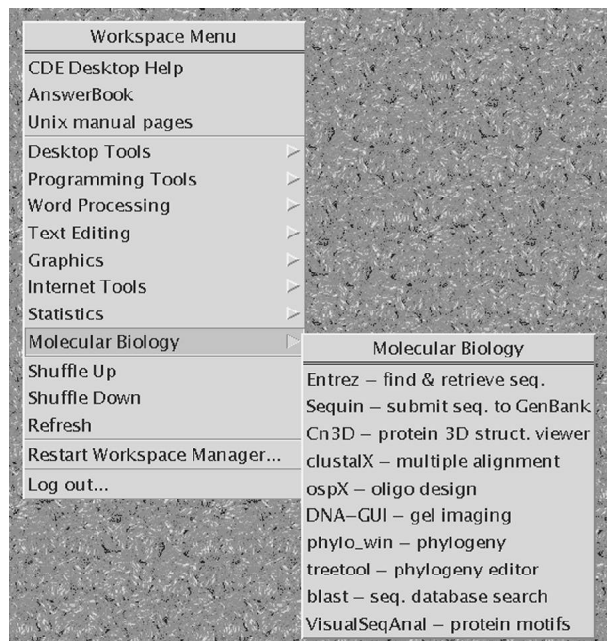 Workspace Menu
CDE Desktop Help
AnswerBook
Unix manual pages
Desktop Tools
Programming Tools
Word Processing
Text Editing
Graphics
Internet Tools
Statistics
Molecular Biology
Shuffle Up
Shuffle Down
Refresh
Restart Workspace Manager...
Log out...
Molecular Biology
Entrez – find & retrieve seq.
Sequin – submit seq. to GenBank
Cn3D – protein 3D struct. viewer
clustalX – multiple alignment
ospX – oligo design
DNA–GUI – gel imaging
phylo_win – phylogeny
treetool – phylogeny editor
blast – seq. database search
VisualSeqAnal – protein motifs